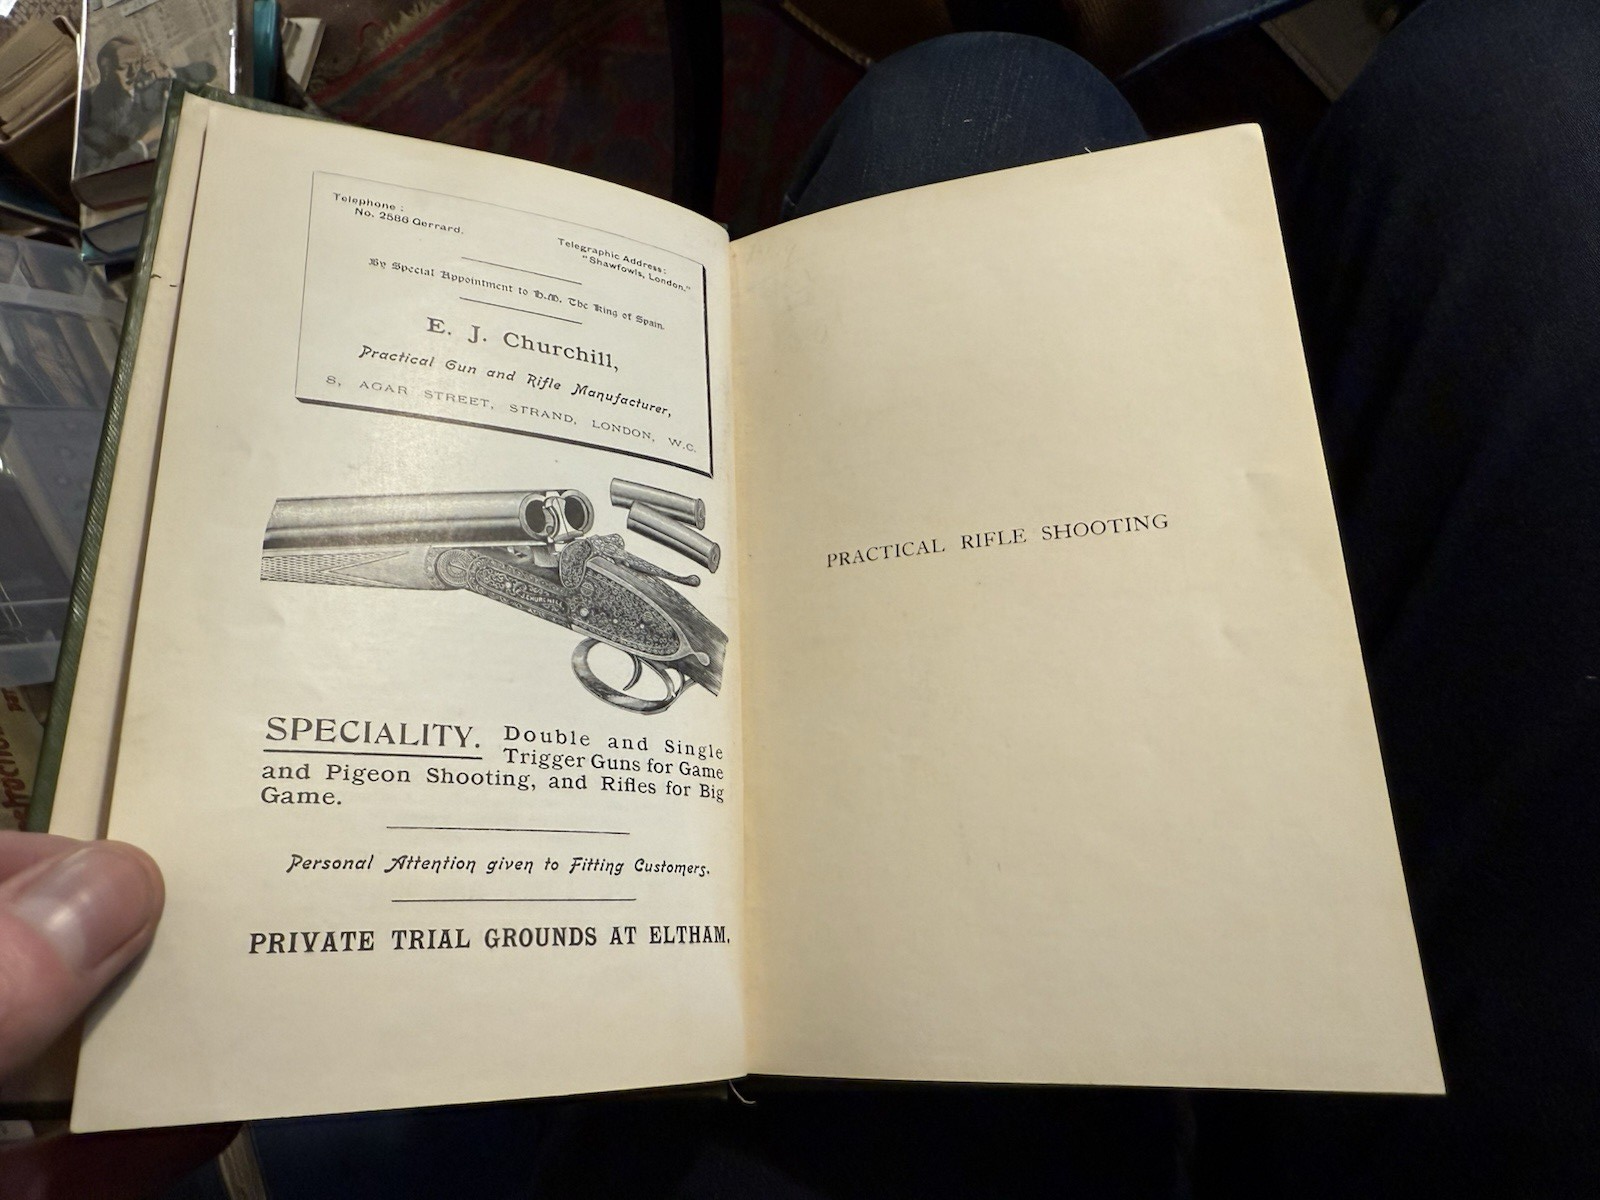 Telephone :
No. 2586 Gerrard.
Telegraphic Address:
"Shawfowls, London."
By Special Appointment to H.M. The King of Spain.
E. J. Churchill,
Practical Gun and Rifle Manufacturer,
8, AGAR STREET, STRAND, LONDON, W.C.
CHURCHILL
SPECIALITY. Double and Single
Trigger Guns for Game
and Pigeon Shooting, and Rifles for Big
Game.
Personal Attention given to Fitting Customers.
PRIVATE TRIAL GROUNDS AT ELTHAM.
PRACTICAL RIFLE SHOOTING